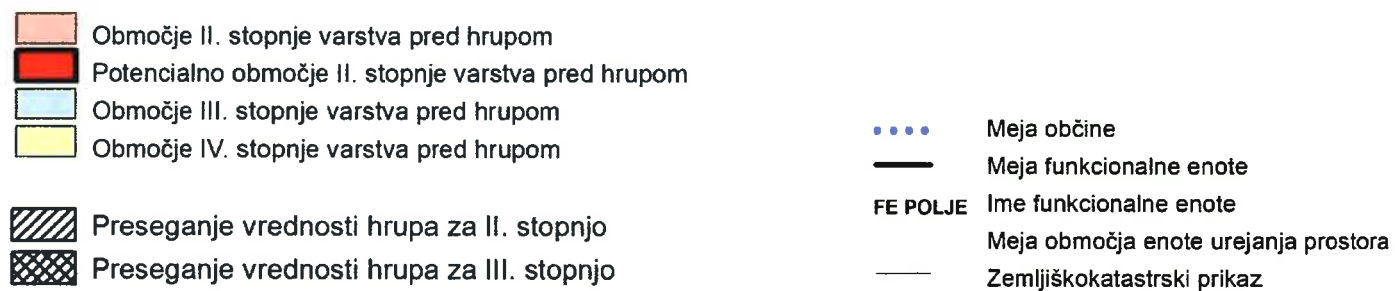 Območje II. stopnje varstva pred hrupom
Potencialno območje II. stopnje varstva pred hrupom
Območje III. stopnje varstva pred hrupom
Območje IV. stopnje varstva pred hrupom
Preseganje vrednosti hrupa za II. stopnjo
Preseganje vrednosti hrupa za III. stopnjo
Meja občine
Meja funkcionalne enote
FE POLJE Ime funkcionalne enote
Meja območja enote urejanja prostora
Zemljiškokatastrski prikaz